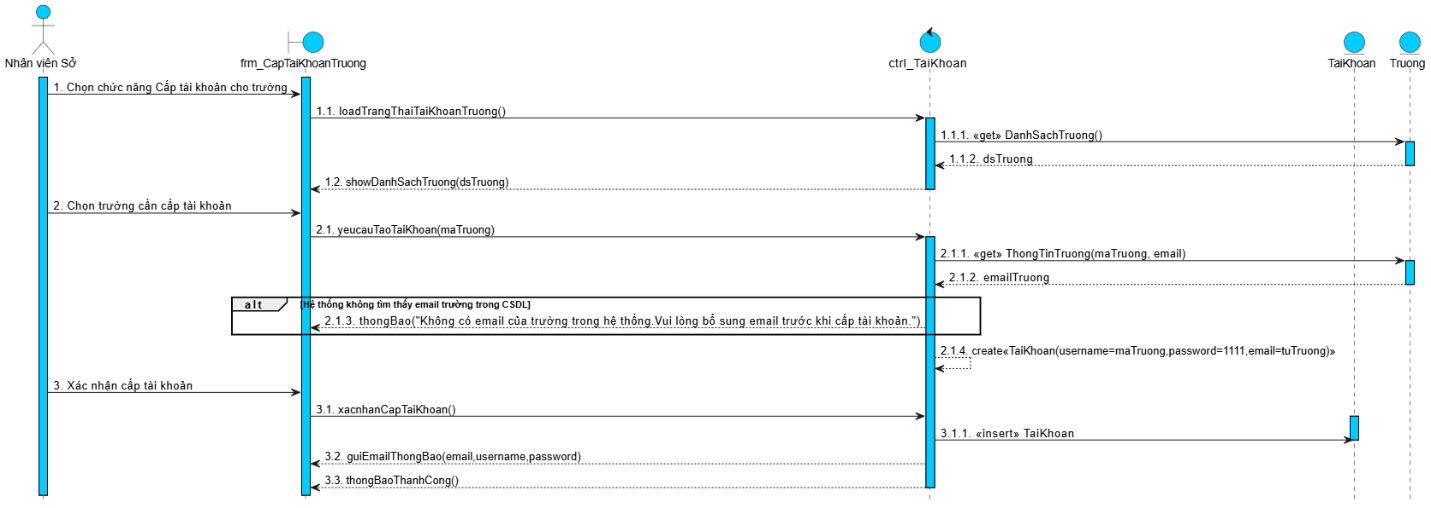 Nhân viên Sở
frm_CapTaiKhoanTruong
ctrl_TaiKhoan
TaiKhoan
Truong
1. Chọn chức năng Cấp tài khoản cho trường
1.1. loadTrangThaiTaiKhoanTruong()
1.1.1. «get» DanhSachTruong()
1.1.2. dsTruong
1.2. showDanhSachTruong(dsTruong)
2. Chọn trường cần cấp tài khoản
2.1. yeucauTaoTaiKhoan(maTruong)
2.1.1. «get» ThongTinTruong(maTruong, email)
2.1.2. emailTruong
alt
[Hệ thống không tìm thấy email trường trong CSDL]
2.1.3. thongBao("Không có email của trường trong hệ thống.Vui lòng bổ sung email trước khi cấp tài khoản.")
2.1.4. create«TaiKhoan(username=maTruong,password=1111,email=tuTruong)»
3. Xác nhận cấp tài khoản
3.1. xacnhanCapTaiKhoan()
3.1.1. «insert» TaiKhoan
3.2. guiEmailThongBao(email,username,password)
3.3. thongBaoThanhCong()